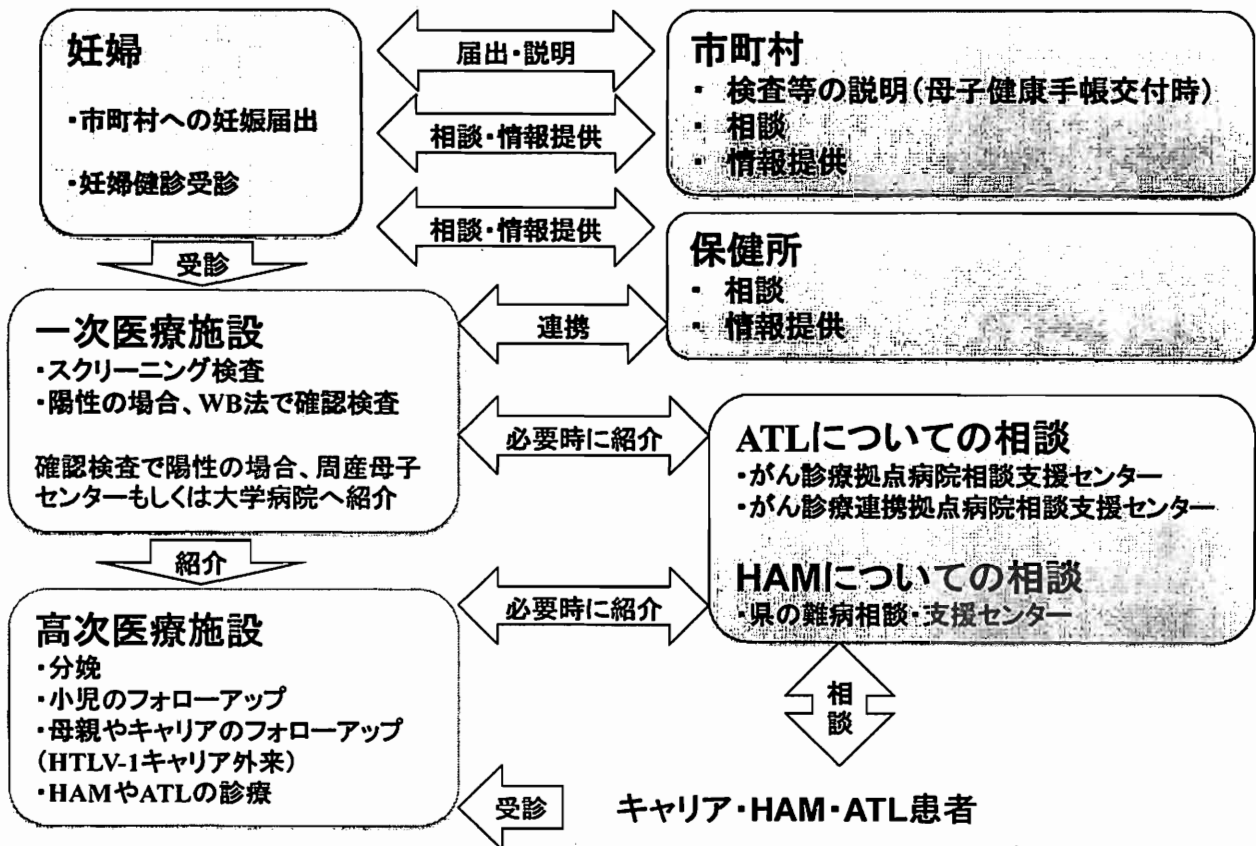 妊婦
・市町村への妊娠届出
・妊婦健診受診
届出・説明
相談・情報提供
相談・情報提供
市町村
・ 検査等の説明（母子健康手帳交付時）
・ 相談
・ 情報提供
保健所
・ 相談
・ 情報提供
受診
一次医療施設
・スクリーニング検査
・陽性の場合、WB法で確認検査
確認検査で陽性の場合、周産母子
センターもしくは大学病院へ紹介
連携
必要時に紹介
ATLについての相談
・がん診療拠点病院相談支援センター
・がん診療連携拠点病院相談支援センター
HAMについての相談
・県の難病相談・支援センター
紹介
高次医療施設
・分娩
・小児のフォローアップ
・母親やキャリアのフォローアップ
（HTLV-1キャリア外来）
・HAMやATLの診療
必要時に紹介
相談
受診
キャリア・HAM・ATL患者